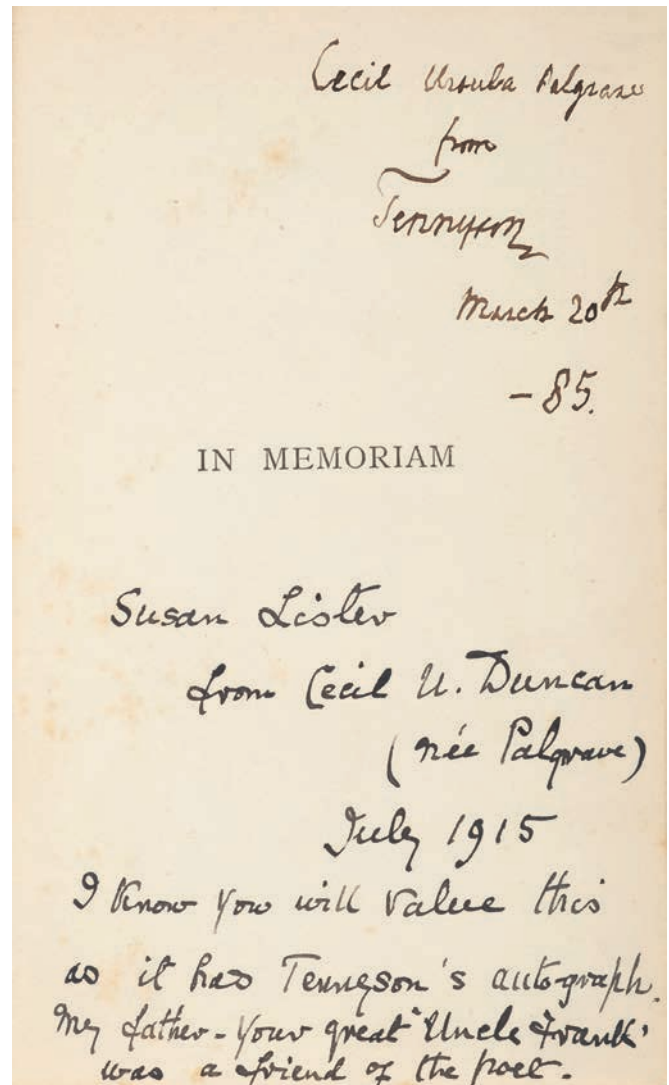 Cecil Ursula Palgrave
from
Tennyson
March 20th
- 85.
IN MEMORIAM
Susan Lister
from Cecil U. Duncan
(née Palgrave)
July 1915
I know you will value this
as it has Tennyson's autograph.
My father - your great 'Uncle Frank'
was a friend of the poet.